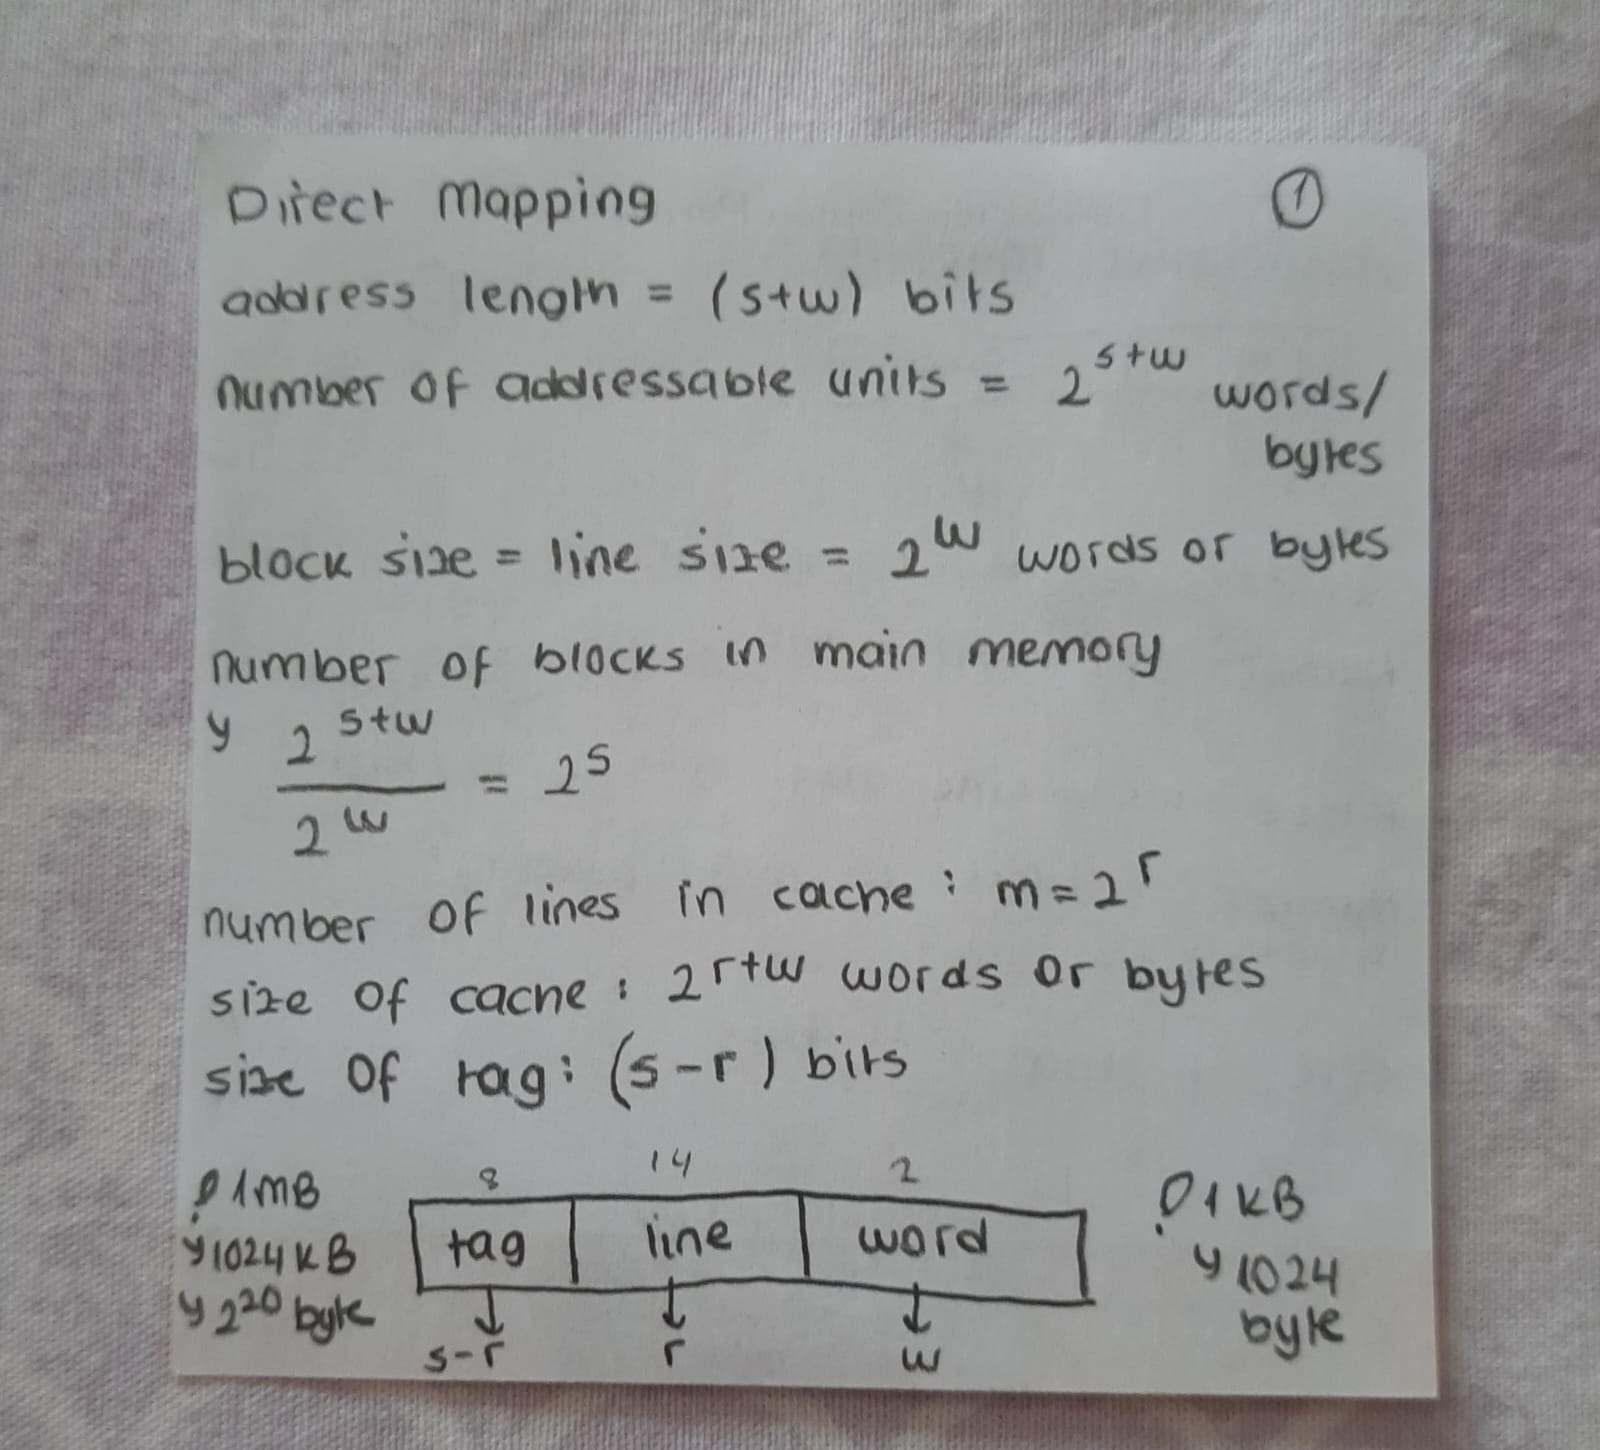 Direct Mapping
①
address length = (s+w) bits
number of addressable units = 2^s+w words/
bytes
block size = line size = 2^w words or bytes
number of blocks in main memory
2^s+w / 2^w = 2^s
number of lines in cache : m = 2^r
size of cache : 2^r+w words or bytes
size of tag : (s-r) bits
8 14 2
tag line word
s-r r w
1MB
1024 KB
2^20 byte
1 KB
1024
byte